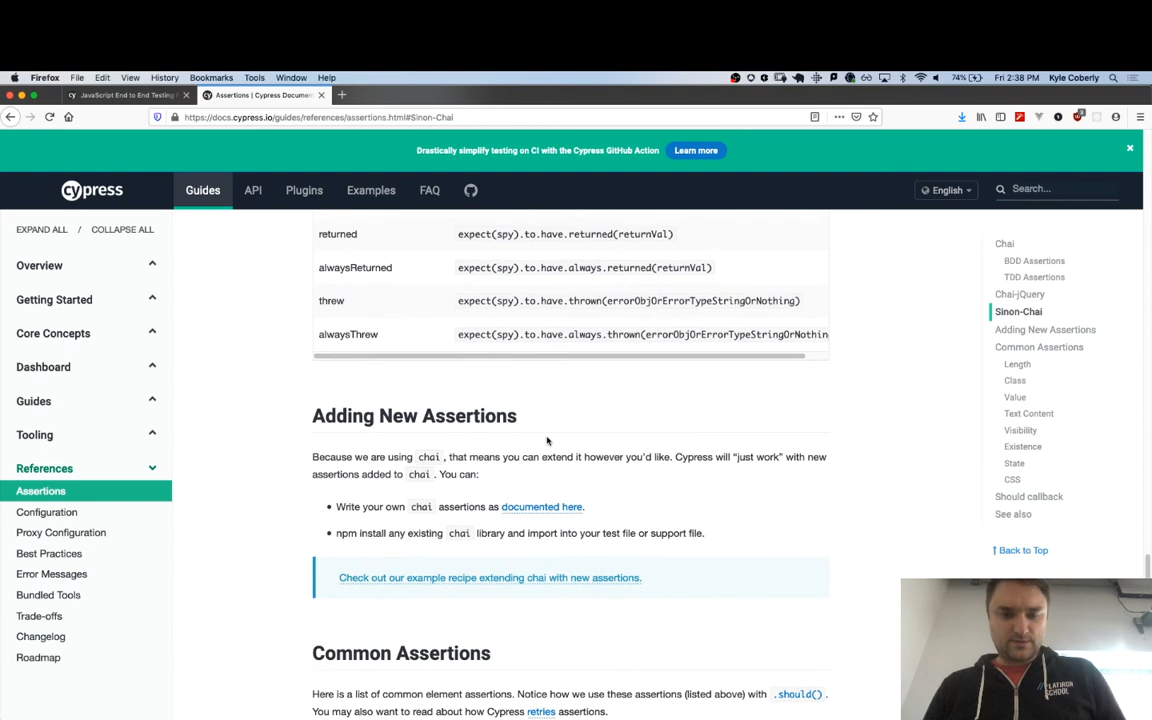 Firefox File Edit View History Bookmarks Tools Window Help 74% Fri 2:38 PM Kyle Coberly
JavaScript End to End Testing
Assertions | Cypress Documen
https://docs.cypress.io/guides/references/assertions.html#Sinon-Chai
Drastically simplify testing on CI with the Cypress GitHub Action Learn more
cypress Guides API Plugins Examples FAQ English Search...
EXPAND ALL / COLLAPSE ALL
Overview
Getting Started
Core Concepts
Dashboard
Guides
Tooling
References
Assertions
Configuration
Proxy Configuration
Best Practices
Error Messages
Bundled Tools
Trade-offs
Changelog
Roadmap
returned expect(spy).to.have.returned(returnVal)
alwaysReturned expect(spy).to.have.always.returned(returnVal)
threw expect(spy).to.have.thrown(errorObjOrErrorTypeStringOrNothing)
alwaysThrew expect(spy).to.have.always.thrown(errorObjOrErrorTypeStringOrNothin
Adding New Assertions
Because we are using chai, that means you can extend it however you'd like. Cypress will “just work” with new
assertions added to chai. You can:
• Write your own chai assertions as documented here.
• npm install any existing chai library and import into your test file or support file.
Check out our example recipe extending chai with new assertions.
Common Assertions
Here is a list of common element assertions. Notice how we use these assertions (listed above) with .should().
You may also want to read about how Cypress retries assertions.
Chai
BDD Assertions
TDD Assertions
Chai-jQuery
Sinon-Chai
Adding New Assertions
Common Assertions
Length
Class
Value
Text Content
Visibility
Existence
State
CSS
Should callback
See also
Back to Top
FLATIRON
SCHOOL